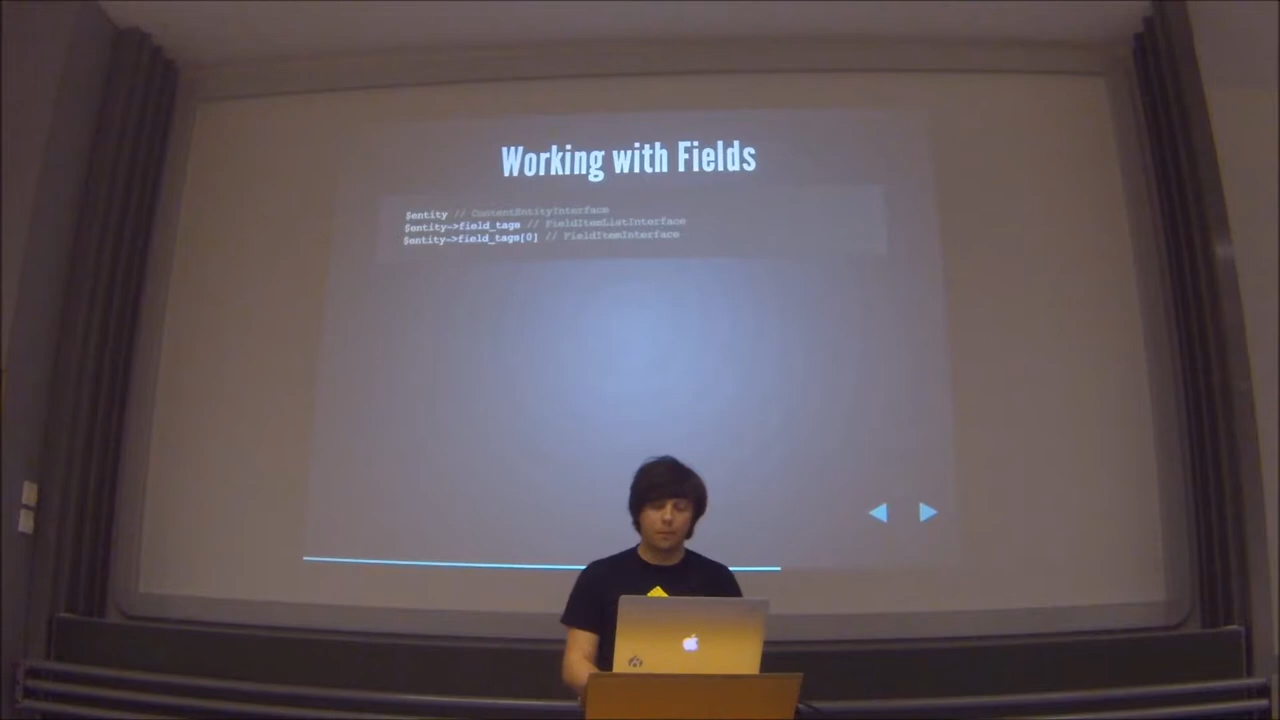 Working with Fields
$entity // ContentEntityInterface
$entity->field_tags // FieldItemListInterface
$entity->field_tags[0] // FieldItemInterface